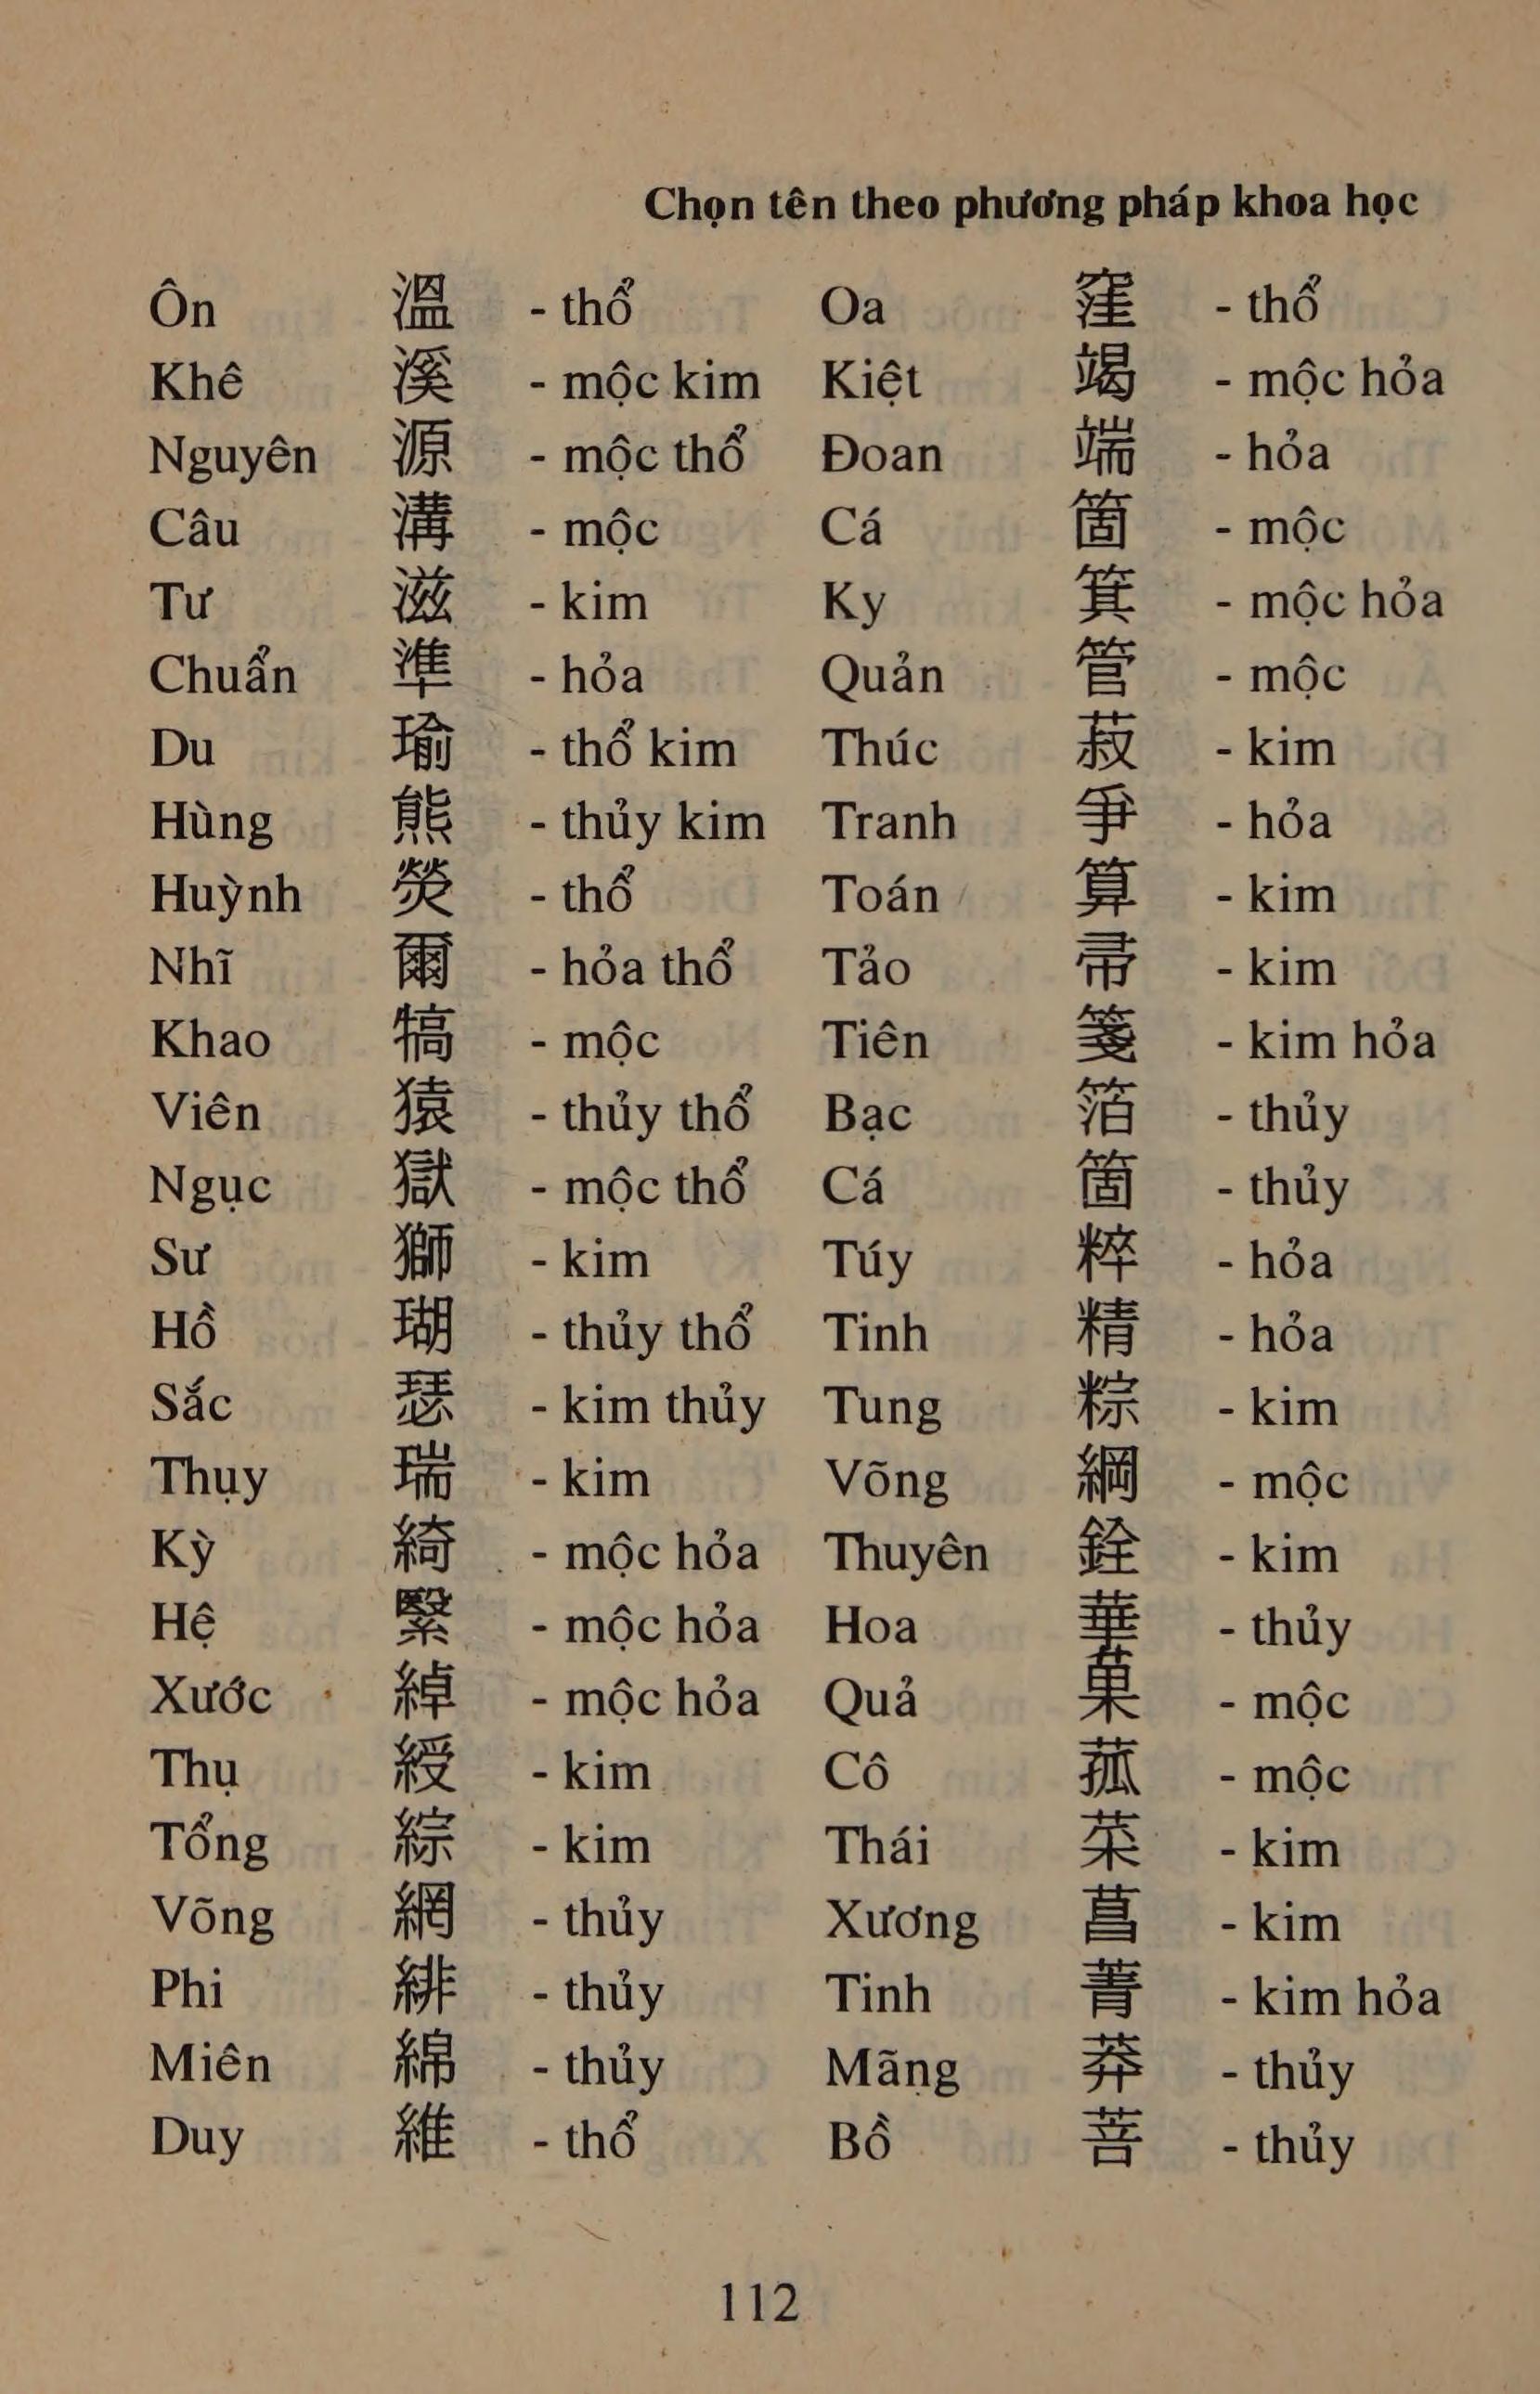 Chọn tên theo phương pháp khoa học
Ôn 溫 - thổ Oa 窪 - thổ
Khê 溪 - mộc kim Kiệt 竭 - mộc hỏa
Nguyên 源 - mộc thổ Đoan 端 - hỏa
Câu 溝 - mộc Cá 箇 - mộc
Tư 滋 - kim Ky 箕 - mộc hỏa
Chuẩn 準 - hỏa Quản 管 - mộc
Du 瑜 - thổ kim Thúc 菽 - kim
Hùng 熊 - thủy kim Tranh 爭 - hỏa
Huỳnh 熒 - thổ Toán 算 - kim
Nhĩ 爾 - hỏa thổ Tảo 帚 - kim
Khao 犒 - mộc Tiên 箋 - kim hỏa
Viên 猿 - thủy thổ Bạc 箔 - thủy
Ngục 獄 - mộc thổ Cá 箇 - thủy
Sư 獅 - kim Túy 粹 - hỏa
Hồ 瑚 - thủy thổ Tinh 精 - hỏa
Sắc 瑟 - kim thủy Tung 粽 - kim
Thụy 瑞 - kim Võng 綱 - mộc
Kỳ 綺 - mộc hỏa Thuyên 銓 - kim
Hệ 繄 - mộc hỏa Hoa 華 - thủy
Xước 綽 - mộc hỏa Quả 菓 - mộc
Thụ 綬 - kim Cô 菰 - mộc
Tổng 綜 - kim Thái 菜 - kim
Võng 網 - thủy Xương 菖 - kim
Phi 緋 - thủy Tinh 菁 - kim hỏa
Miên 綿 - thủy Mãng 莽 - thủy
Duy 維 - thổ Bồ 菩 - thủy
112